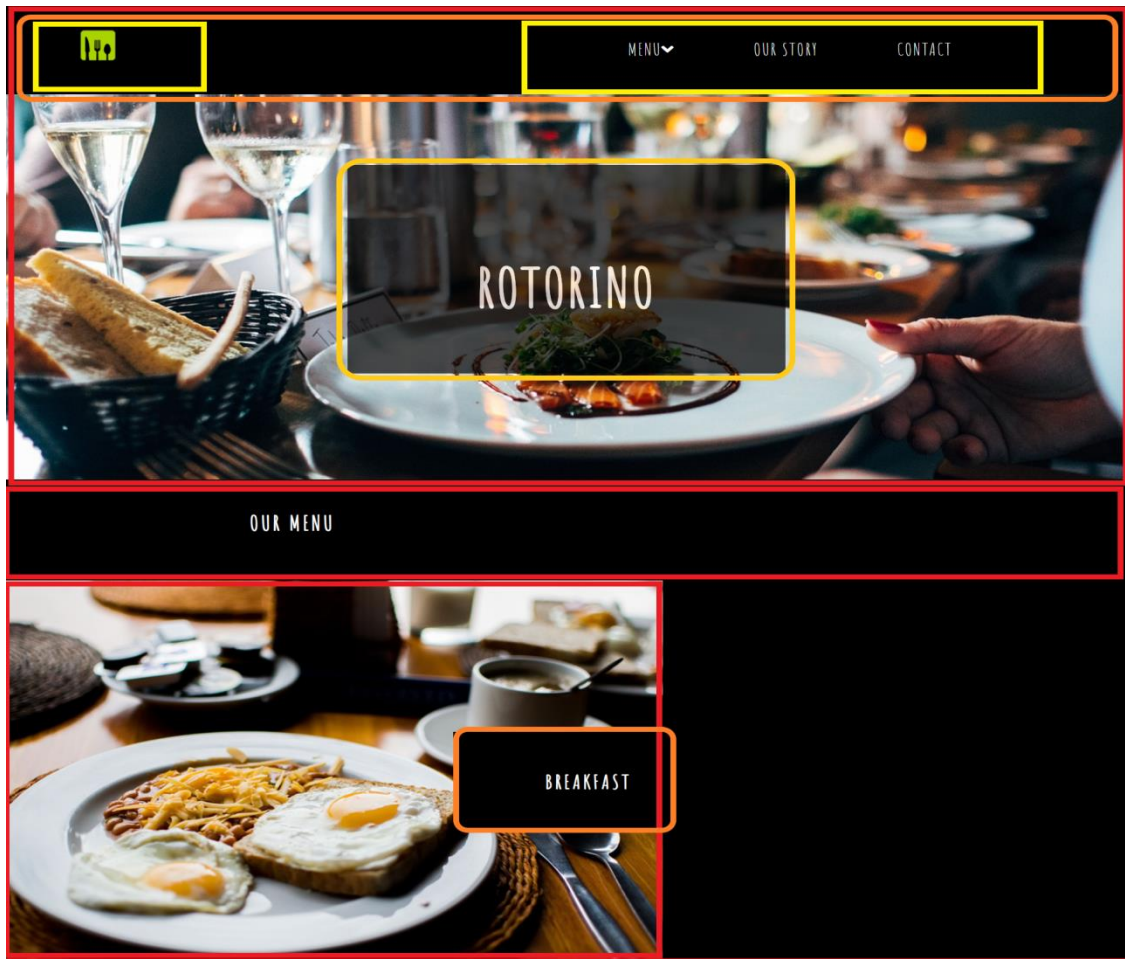 MENU
OUR STORY
CONTACT
ROTORINO
OUR MENU
BREAKFAST